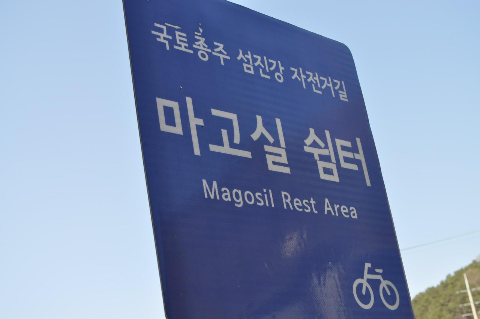 국토종주 섬진강 자전거길
마고실 쉼터
Magosil Rest Area